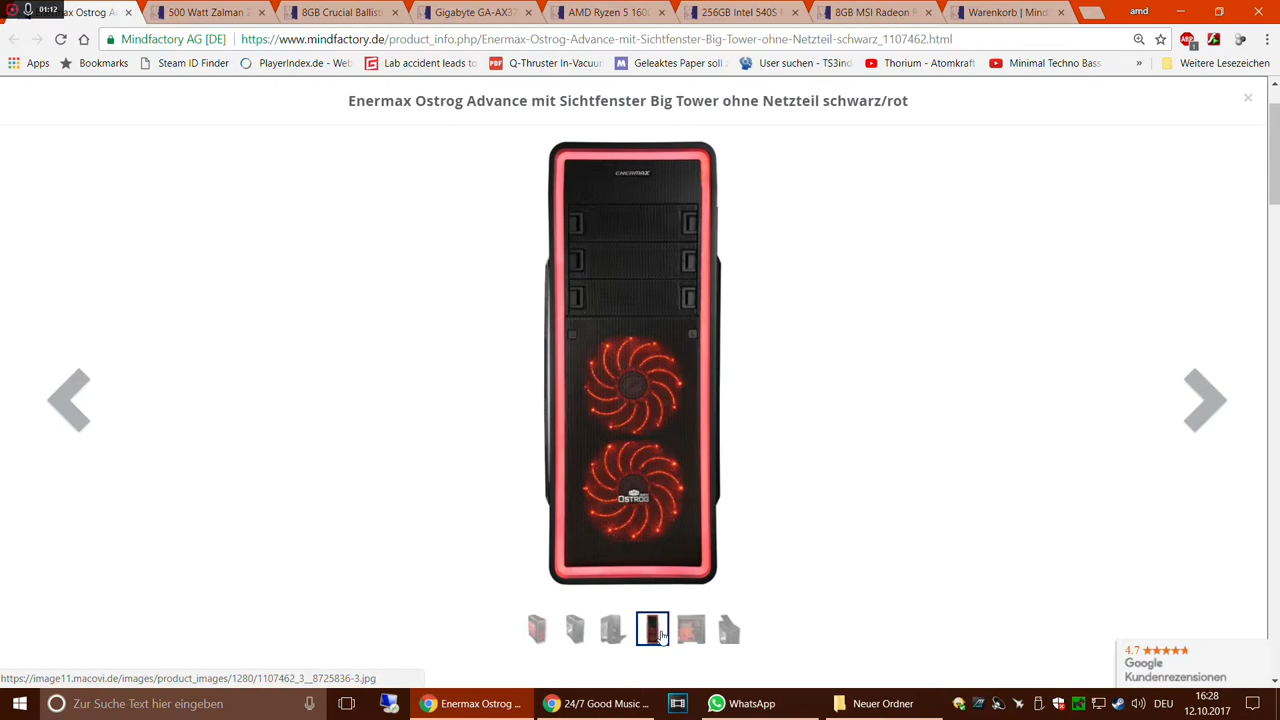 01:12
Enermax Ostrog A
500 Watt Zalman Z
8GB Crucial Ballisti
Gigabyte GA-AX37
AMD Ryzen 5 160
256GB Intel 540S M
8GB MSI Radeon R
Warenkorb | Mind
amd
Mindfactory AG [DE]
https://www.mindfactory.de/product_info.php/Enermax-Ostrog-Advance-mit-Sichtfenster-Big-Tower-ohne-Netzteil-schwarz_1107462.html
Apps
Bookmarks
Steam ID Finder
PlayerIndex.de - Web
Lab accident leads to
Q-Thruster In-Vacuum
Geleaktes Paper soll
User suchen - TS3ind
Thorium - Atomkraft
Minimal Techno Bass
»
Weitere Lesezeichen
Enermax Ostrog Advance mit Sichtfenster Big Tower ohne Netzteil schwarz/rot
ENERMAX
OSTROG
4.7
Google
Kundenrezensionen
https://image11.macovi.de/images/product_images/1280/1107462_3__8725836-3.jpg
Zur Suche Text hier eingeben
Enermax Ostrog ...
24/7 Good Music ...
WhatsApp
Neuer Ordner
DEU
16:28
12.10.2017